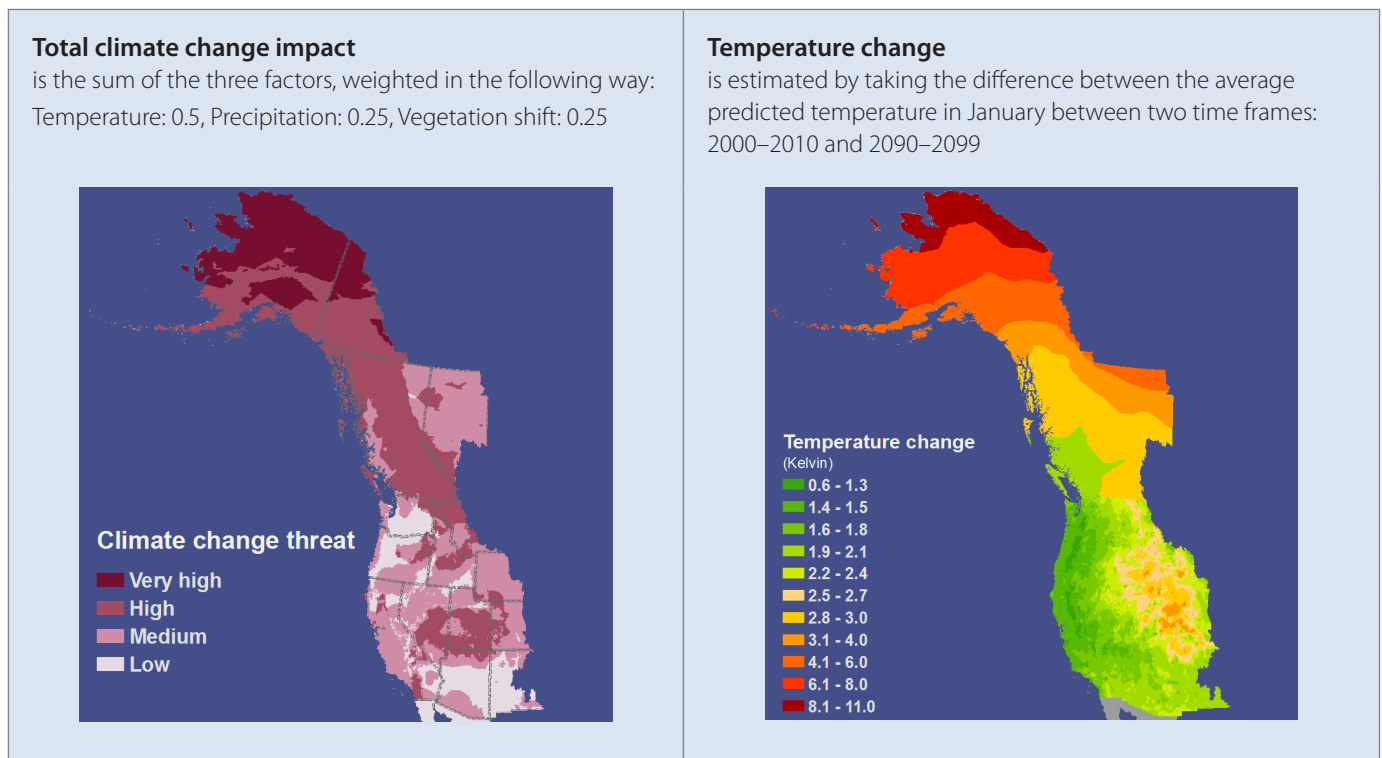 Total climate change impact
is the sum of the three factors, weighted in the following way:
Temperature: 0.5, Precipitation: 0.25, Vegetation shift: 0.25
Climate change threat
Very high
High
Medium
Low
Temperature change
is estimated by taking the difference between the average
predicted temperature in January between two time frames:
2000–2010 and 2090–2099
Temperature change
(Kelvin)
0.6 - 1.3
1.4 - 1.5
1.6 - 1.8
1.9 - 2.1
2.2 - 2.4
2.5 - 2.7
2.8 - 3.0
3.1 - 4.0
4.1 - 6.0
6.1 - 8.0
8.1 - 11.0